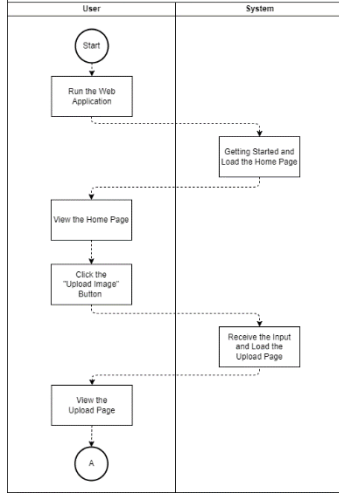 User
System
Start
Run the Web
Application
Getting Started and
Load the Home Page
View the Home Page
Click the
"Upload Image"
Button
Receive the Input
and Load the
Upload Page
View the
Upload Page
A